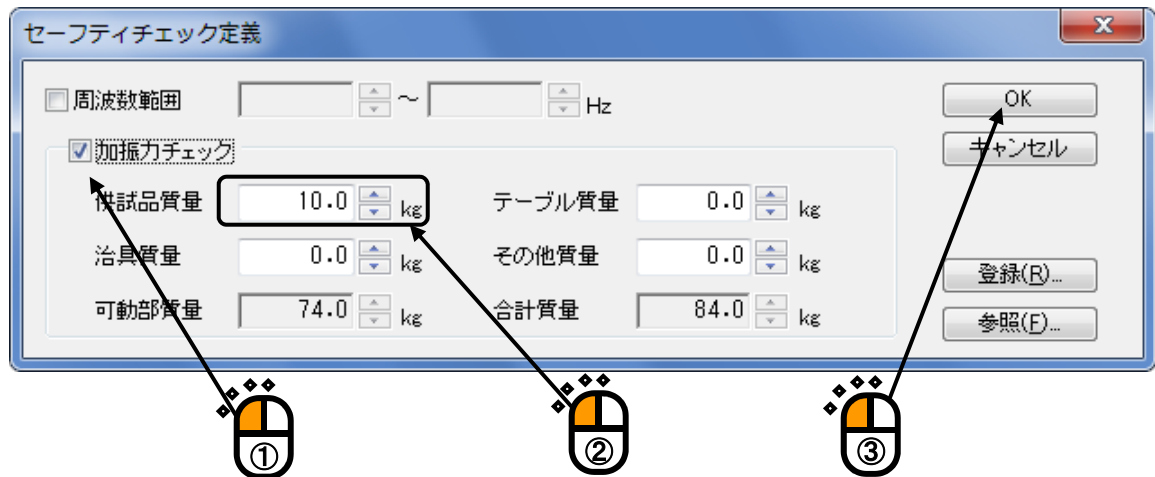 セーフティチェック定義
周波数範囲 ～ Hz
OK
加振力チェック
キャンセル
供試品質量 10.0 kg テーブル質量 0.0 kg
治具質量 0.0 kg その他質量 0.0 kg
登録(R)...
可動部質量 74.0 kg 合計質量 84.0 kg
参照(F)...
① ② ③